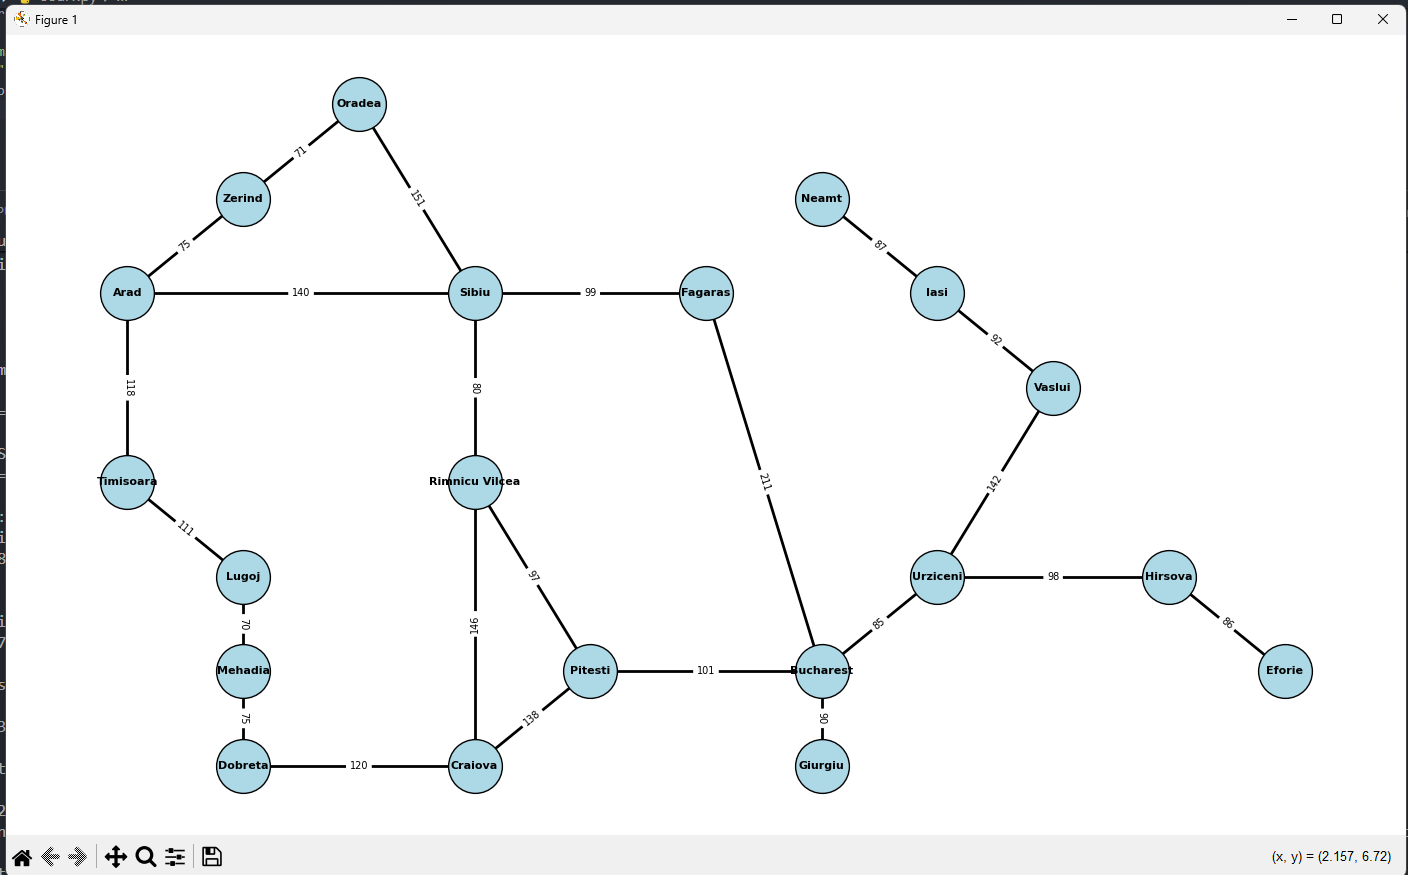 Figure 1
Oradea
71
Zerind
151
Neamt
75
87
Arad
140
Sibiu
99
Fagaras
Iasi
92
118
80
Vaslui
Timisoara
Rimnicu Vilcea
211
142
111
97
Lugoj
Urziceni
98
Hirsova
70
146
85
86
Mehadia
Pitesti
101
Bucharest
Eforie
75
138
90
Dobreta
120
Craiova
Giurgiu
(x, y) = (2.157, 6.72)